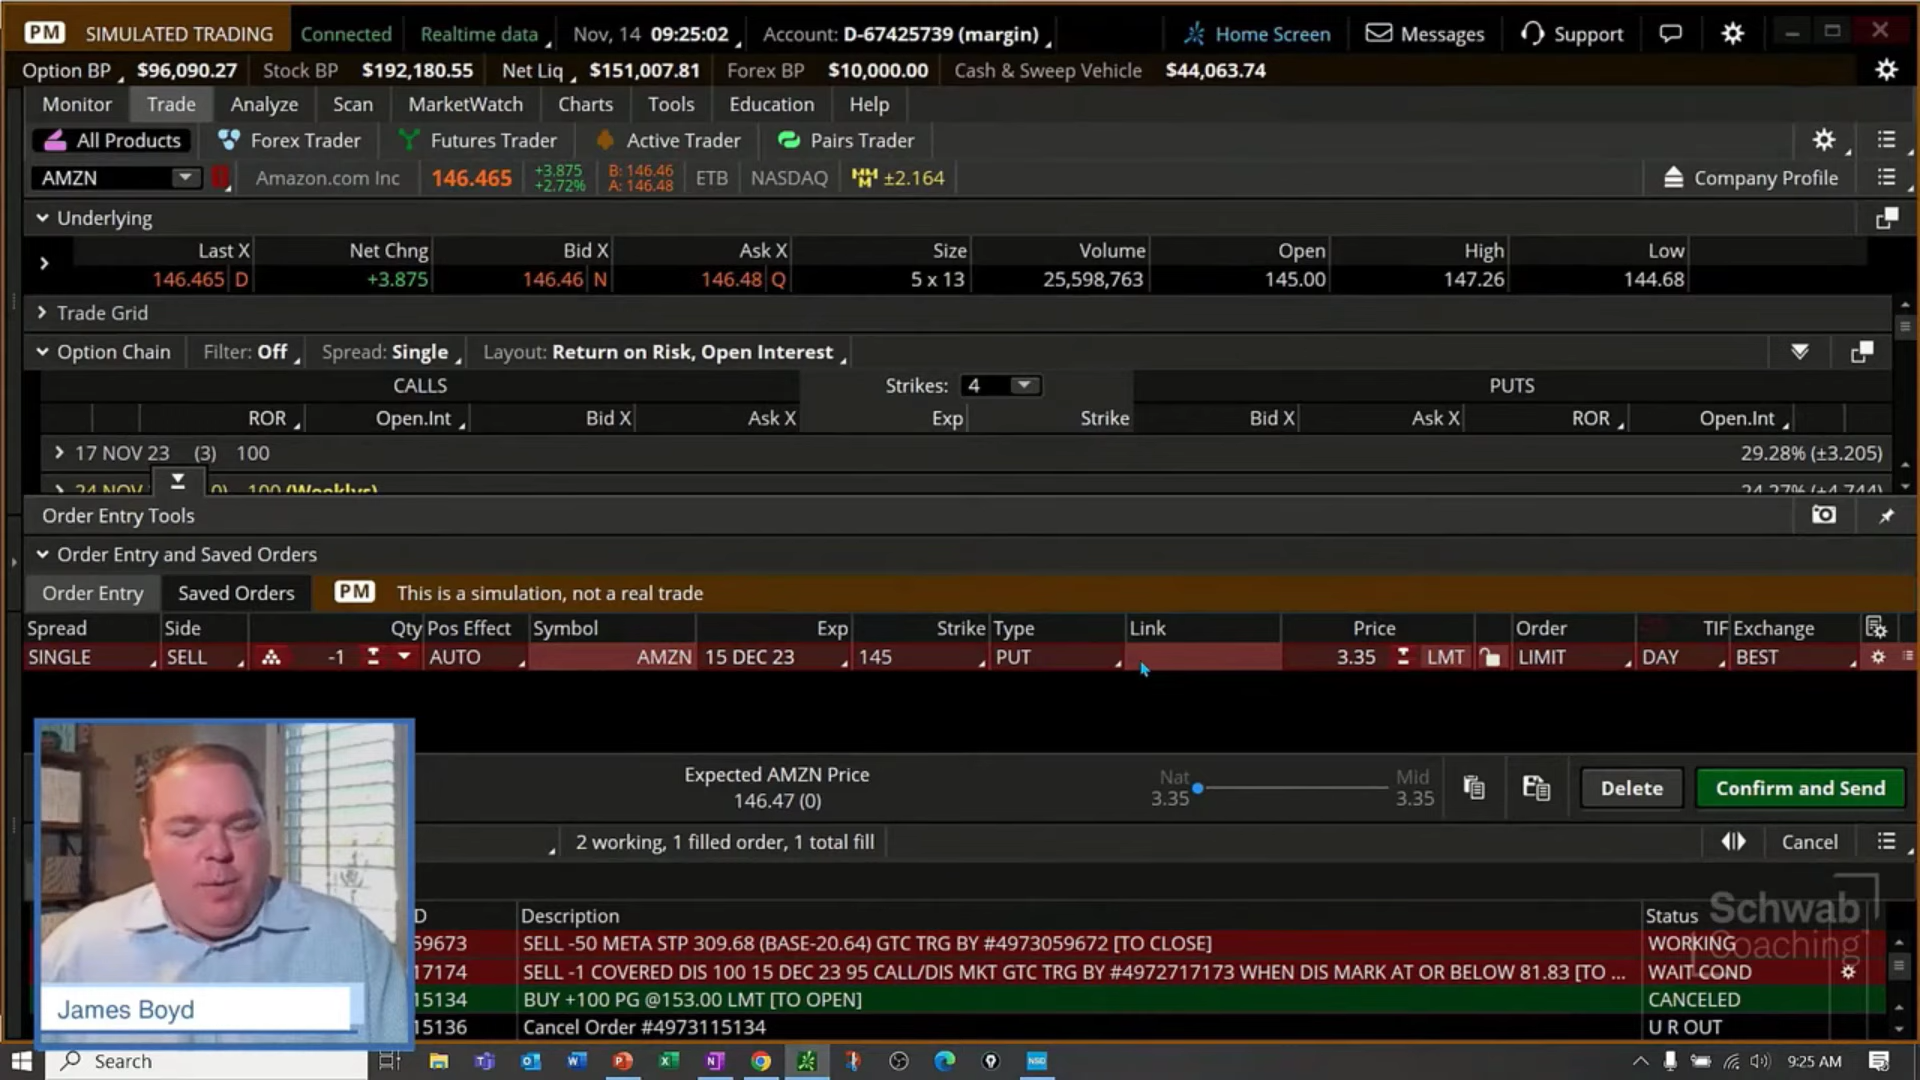 PM SIMULATED TRADING Connected Realtime data Nov, 14 09:25:02 Account: D-67425739 (margin) Home Screen Messages Support
Option BP $96,090.27 Stock BP $192,180.55 Net Liq $151,007.81 Forex BP $10,000.00 Cash & Sweep Vehicle $44,063.74
Monitor Trade Analyze Scan MarketWatch Charts Tools Education Help
All Products Forex Trader Futures Trader Active Trader Pairs Trader
AMZN Amazon.com Inc 146.465 +3.875 +2.72% B: 146.46 A: 146.48 ETB NASDAQ ±2.164 Company Profile
Underlying
Last X Net Chng Bid X Ask X Size Volume Open High Low
146.465 D +3.875 146.46 N 146.48 Q 5 x 13 25,598,763 145.00 147.26 144.68
Trade Grid
Option Chain Filter: Off Spread: Single Layout: Return on Risk, Open Interest
CALLS Strikes: 4 PUTS
ROR Open.Int Bid X Ask X Exp Strike Bid X Ask X ROR Open.Int
17 NOV 23 (3) 100 29.28% (±3.205)
24 NOV 0) 100 (Weeklys) 24.27% (±4.744)
Order Entry Tools
Order Entry and Saved Orders
Order Entry Saved Orders PM This is a simulation, not a real trade
Spread Side Qty Pos Effect Symbol Exp Strike Type Link Price Order TIF Exchange
SINGLE SELL -1 AUTO AMZN 15 DEC 23 145 PUT 3.35 LMT LIMIT DAY BEST
Expected AMZN Price
146.47 (0)
Nat Mid
3.35 3.35
Delete Confirm and Send
2 working, 1 filled order, 1 total fill Cancel
D Description Status
59673 SELL -50 META STP 309.68 (BASE-20.64) GTC TRG BY #4973059672 [TO CLOSE] WORKING
17174 SELL -1 COVERED DIS 100 15 DEC 23 95 CALL/DIS MKT GTC TRG BY #4972717173 WHEN DIS MARK AT OR BELOW 81.83 [TO ... WAIT COND
15134 BUY +100 PG @153.00 LMT [TO OPEN] CANCELED
15136 Cancel Order #4973115134 U R OUT
Schwab
Coaching
James Boyd
Search 9:25 AM